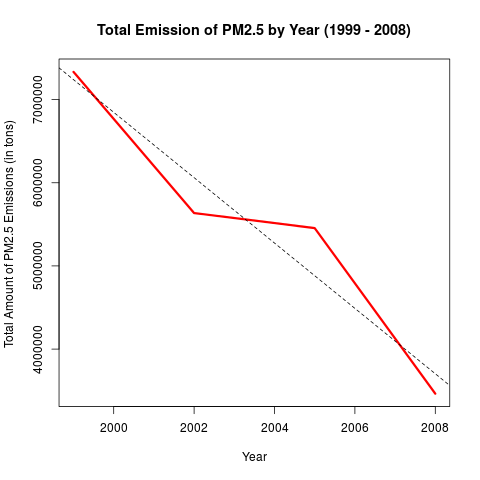 Total Emission of PM2.5 by Year (1999 - 2008)
Total Amount of PM2.5 Emissions (in tons)
7000000
6000000
5000000
4000000
2000 2002 2004 2006 2008
Year